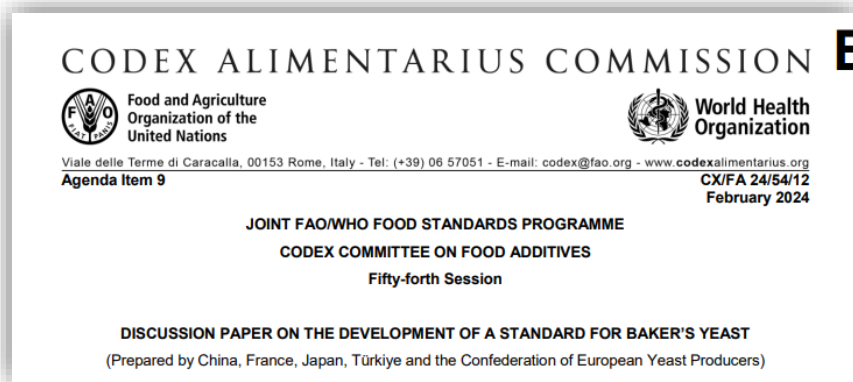 CODEX ALIMENTARIUS COMMISSION
E
Food and Agriculture
Organization of the
United Nations
World Health
Organization
Viale delle Terme di Caracalla, 00153 Rome, Italy - Tel: (+39) 06 57051 - E-mail: codex@fao.org - www.codexalimentarius.org
Agenda Item 9
CX/FA 24/54/12
February 2024
JOINT FAO/WHO FOOD STANDARDS PROGRAMME
CODEX COMMITTEE ON FOOD ADDITIVES
Fifty-forth Session
DISCUSSION PAPER ON THE DEVELOPMENT OF A STANDARD FOR BAKER'S YEAST
(Prepared by China, France, Japan, Türkiye and the Confederation of European Yeast Producers)